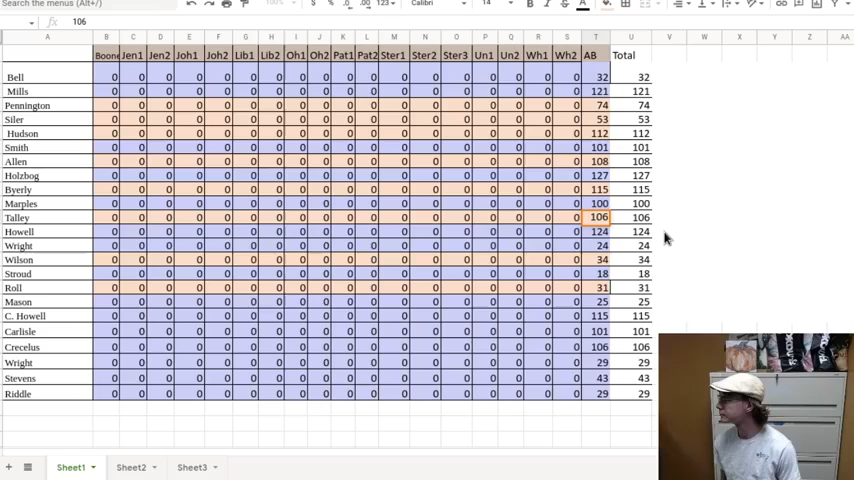 Search the menus (Alt+/)
100% $ % .0 .00 123 Calibri 14 B I A
fx 106
A B C D E F G H I J K L M N O P Q R S T U V W X Y Z AA
Boone Jen1 Jen2 Joh1 Joh2 Lib1 Lib2 Oh1 Oh2 Pat1 Pat2 Ster1 Ster2 Ster3 Un1 Un2 Wh1 Wh2 AB Total
Bell 0 0 0 0 0 0 0 0 0 0 0 0 0 0 0 0 0 0 32 32
Mills 0 0 0 0 0 0 0 0 0 0 0 0 0 0 0 0 0 0 121 121
Pennington 0 0 0 0 0 0 0 0 0 0 0 0 0 0 0 0 0 0 74 74
Siler 0 0 0 0 0 0 0 0 0 0 0 0 0 0 0 0 0 0 53 53
Hudson 0 0 0 0 0 0 0 0 0 0 0 0 0 0 0 0 0 0 112 112
Smith 0 0 0 0 0 0 0 0 0 0 0 0 0 0 0 0 0 0 101 101
Allen 0 0 0 0 0 0 0 0 0 0 0 0 0 0 0 0 0 0 108 108
Holzbog 0 0 0 0 0 0 0 0 0 0 0 0 0 0 0 0 0 0 127 127
Byerly 0 0 0 0 0 0 0 0 0 0 0 0 0 0 0 0 0 0 115 115
Marples 0 0 0 0 0 0 0 0 0 0 0 0 0 0 0 0 0 0 100 100
Talley 0 0 0 0 0 0 0 0 0 0 0 0 0 0 0 0 0 0 106 106
Howell 0 0 0 0 0 0 0 0 0 0 0 0 0 0 0 0 0 0 124 124
Wright 0 0 0 0 0 0 0 0 0 0 0 0 0 0 0 0 0 0 24 24
Wilson 0 0 0 0 0 0 0 0 0 0 0 0 0 0 0 0 0 0 34 34
Stroud 0 0 0 0 0 0 0 0 0 0 0 0 0 0 0 0 0 0 18 18
Roll 0 0 0 0 0 0 0 0 0 0 0 0 0 0 0 0 0 0 31 31
Mason 0 0 0 0 0 0 0 0 0 0 0 0 0 0 0 0 0 0 25 25
C. Howell 0 0 0 0 0 0 0 0 0 0 0 0 0 0 0 0 0 0 115 115
Carlisle 0 0 0 0 0 0 0 0 0 0 0 0 0 0 0 0 0 0 101 101
Crecelus 0 0 0 0 0 0 0 0 0 0 0 0 0 0 0 0 0 0 106 106
Wright 0 0 0 0 0 0 0 0 0 0 0 0 0 0 0 0 0 0 29 29
Stevens 0 0 0 0 0 0 0 0 0 0 0 0 0 0 0 0 0 0 43 43
Riddle 0 0 0 0 0 0 0 0 0 0 0 0 0 0 0 0 0 0 29 29
Sheet1 Sheet2 Sheet3